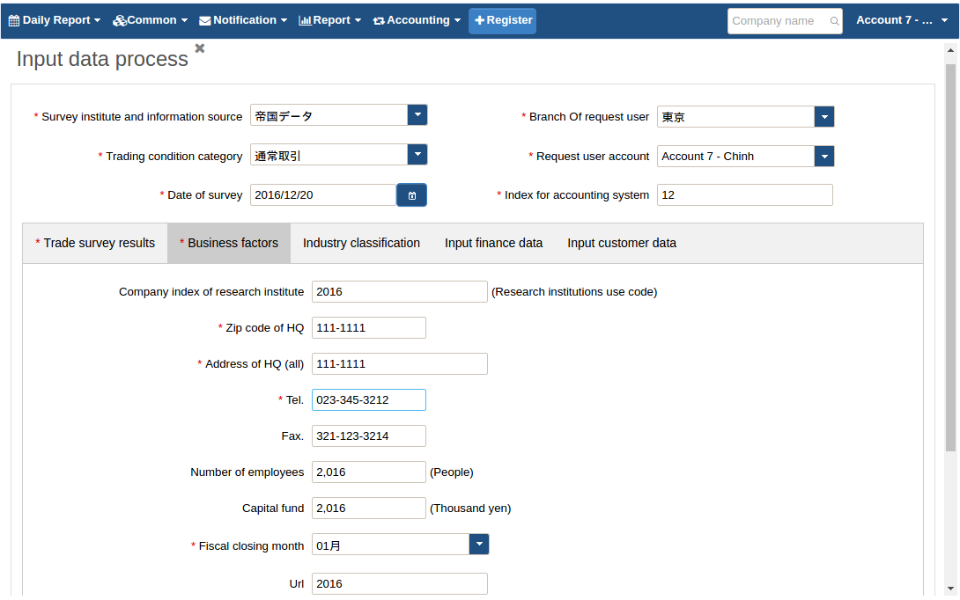 Daily Report Common Notification Report Accounting + Register Company name Account 7 - ...
Input data process
* Survey institute and information source 帝国データ * Branch Of request user 東京
* Trading condition category 通常取引 * Request user account Account 7 - Chinh
* Date of survey 2016/12/20 * Index for accounting system 12
* Trade survey results * Business factors Industry classification Input finance data Input customer data
Company index of research institute 2016 (Research institutions use code)
* Zip code of HQ 111-1111
* Address of HQ (all) 111-1111
* Tel. 023-345-3212
Fax. 321-123-3214
Number of employees 2,016 (People)
Capital fund 2,016 (Thousand yen)
* Fiscal closing month 01月
Url 2016